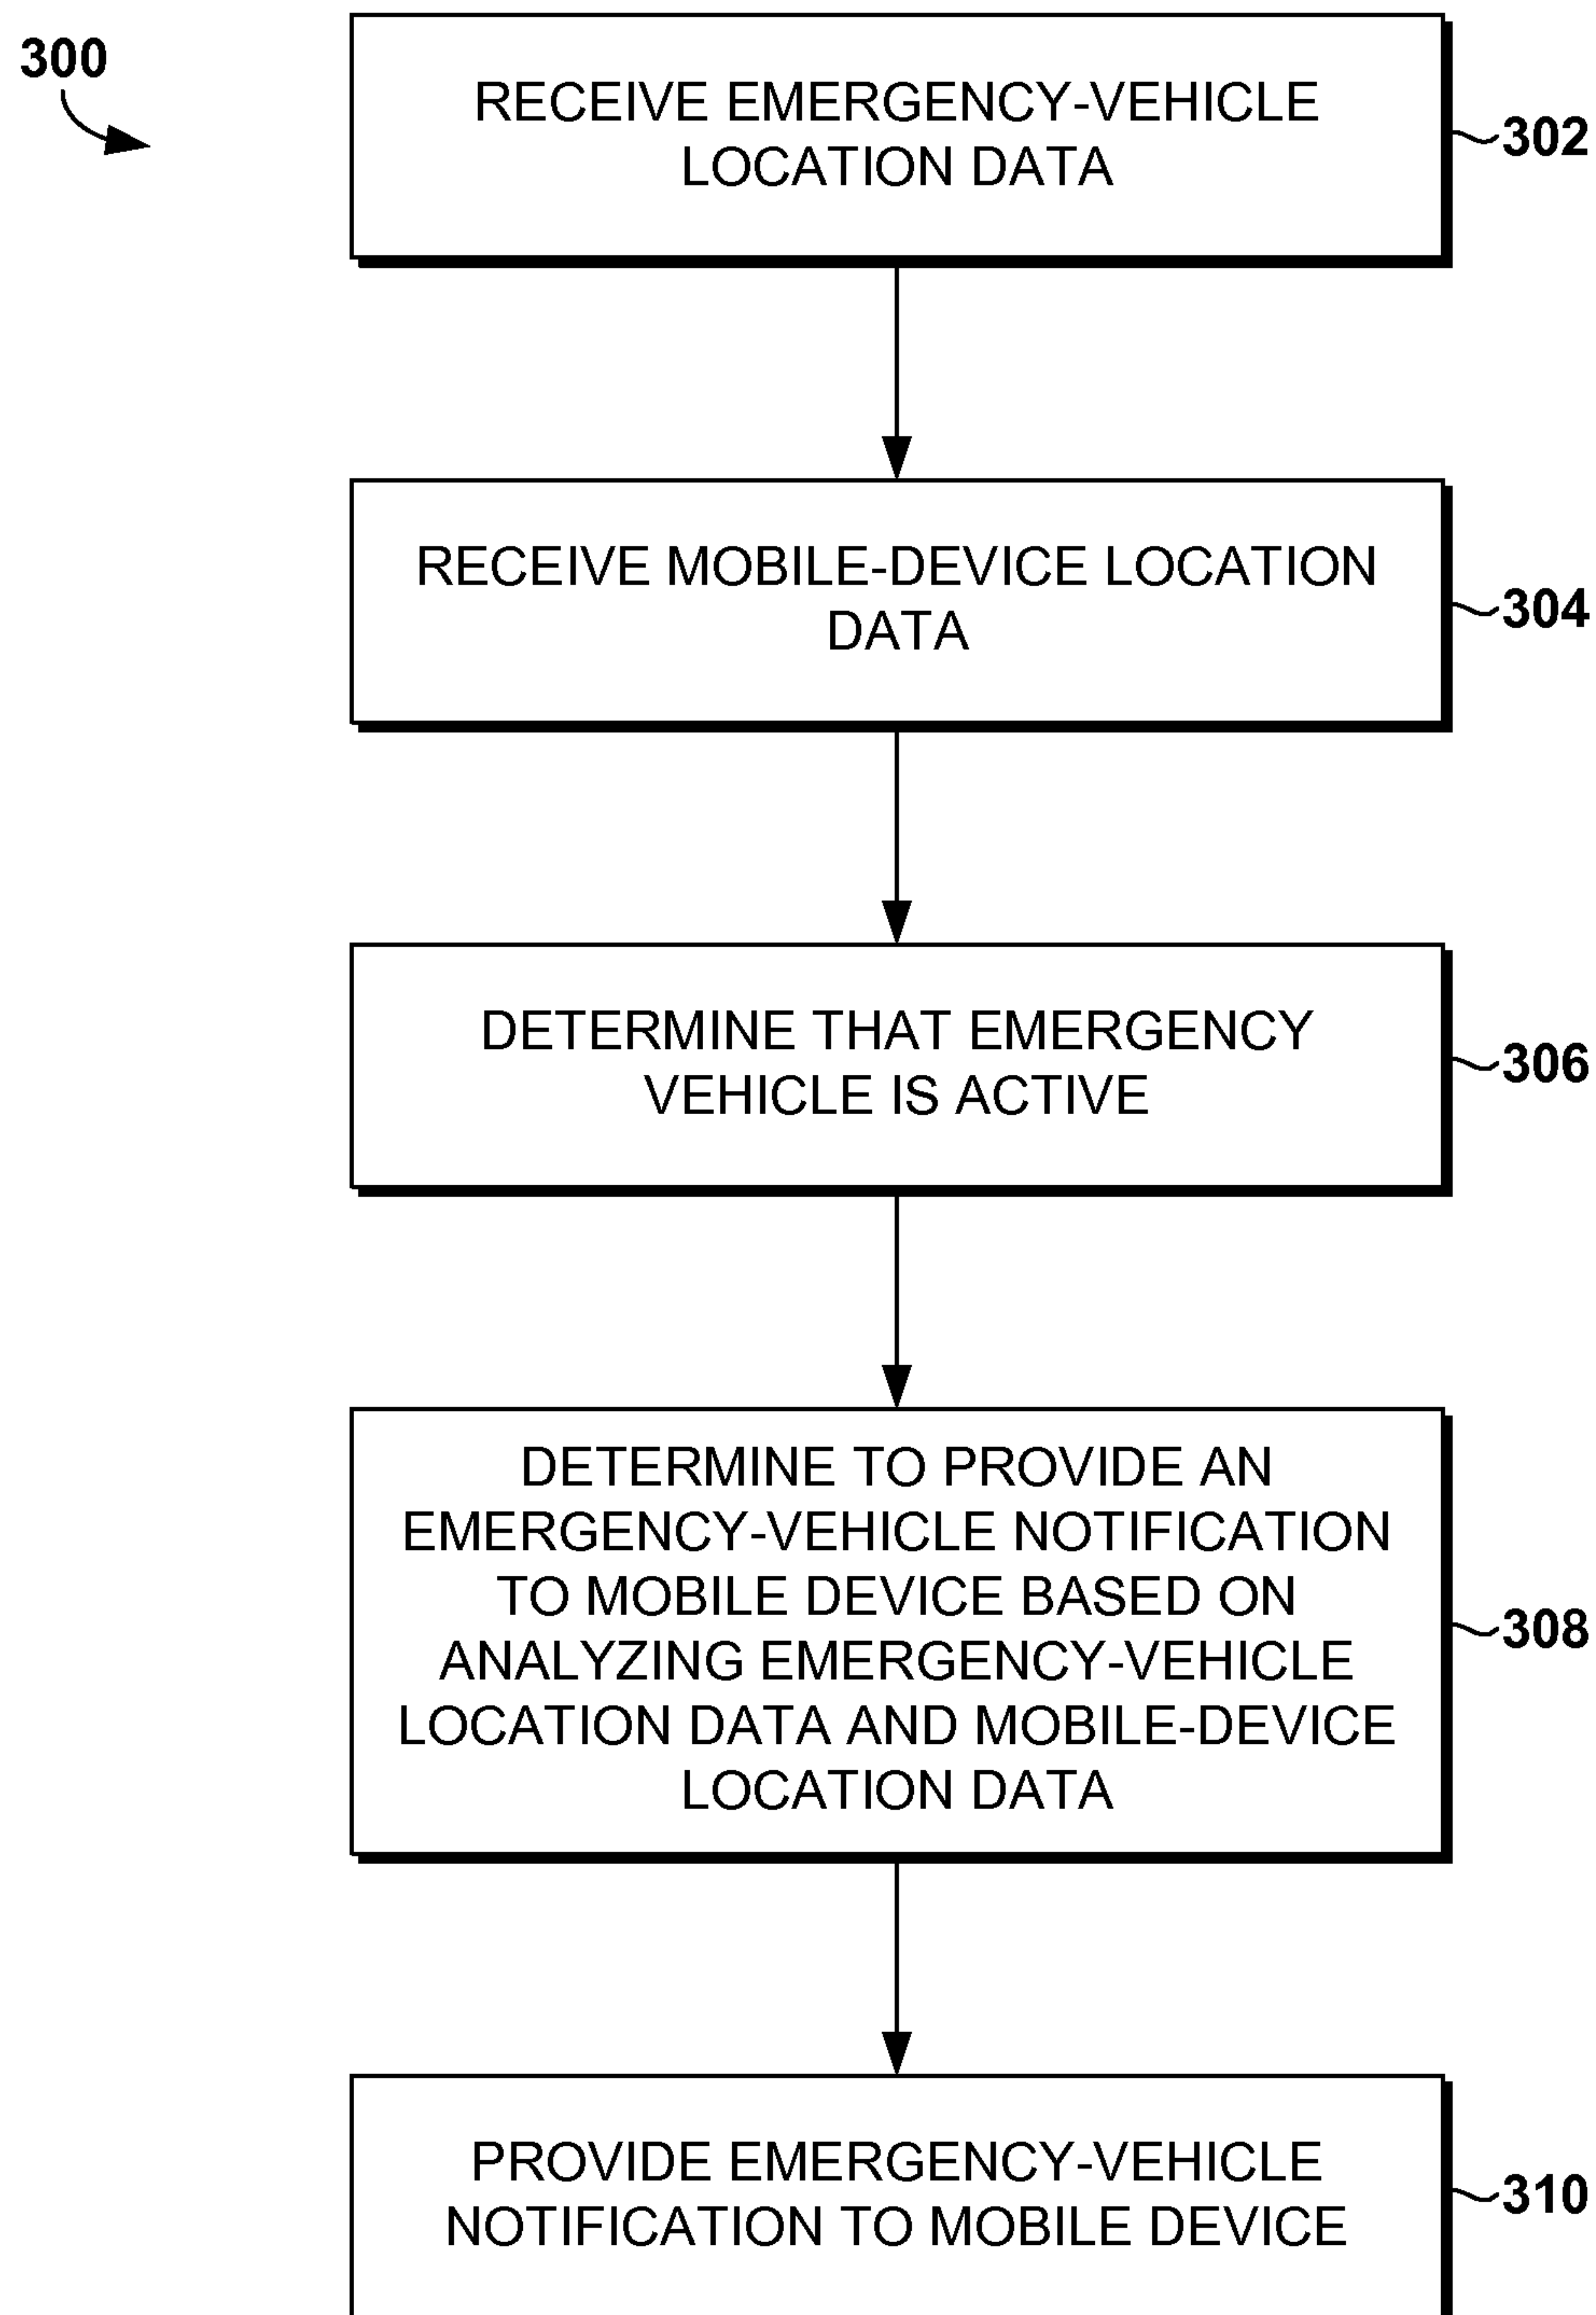 300
RECEIVE EMERGENCY-VEHICLE
LOCATION DATA
302
RECEIVE MOBILE-DEVICE LOCATION
DATA
304
DETERMINE THAT EMERGENCY
VEHICLE IS ACTIVE
306
DETERMINE TO PROVIDE AN
EMERGENCY-VEHICLE NOTIFICATION
TO MOBILE DEVICE BASED ON
ANALYZING EMERGENCY-VEHICLE
LOCATION DATA AND MOBILE-DEVICE
LOCATION DATA
308
PROVIDE EMERGENCY-VEHICLE
NOTIFICATION TO MOBILE DEVICE
310